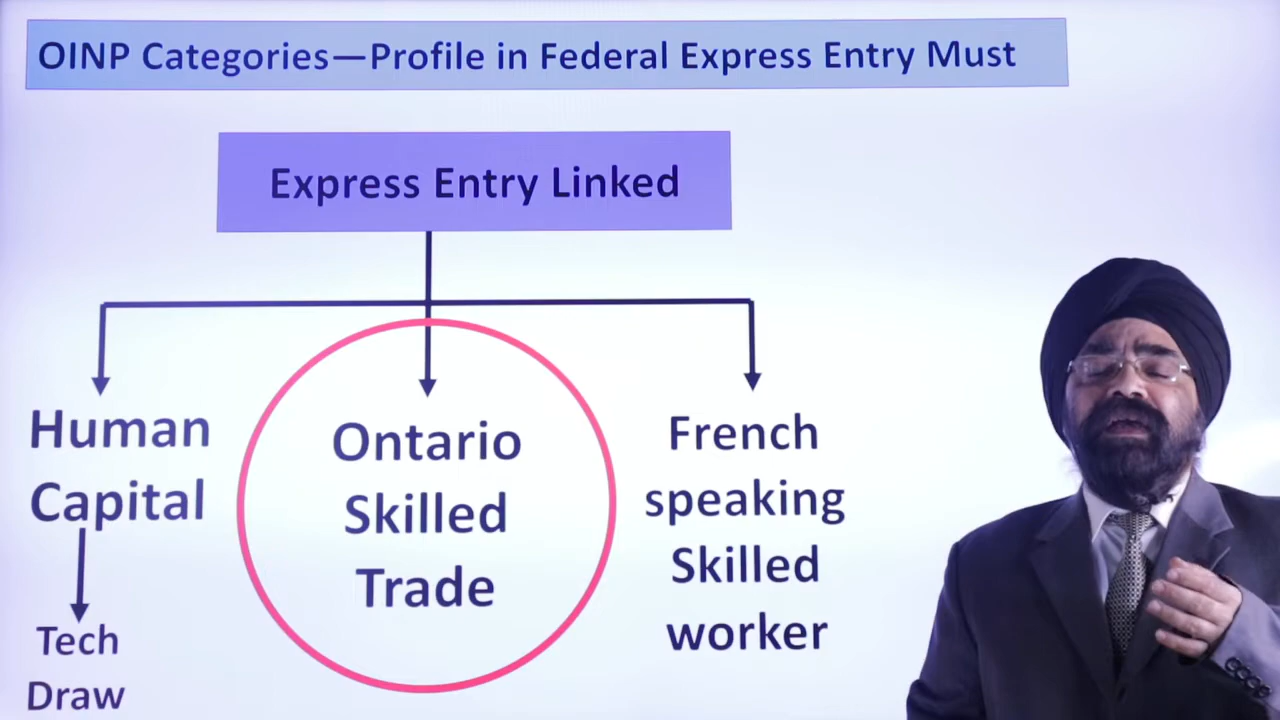 OINP Categories—Profile in Federal Express Entry Must
Express Entry Linked
Human
Capital
Tech
Draw
Ontario
Skilled
Trade
French
speaking
Skilled
worker